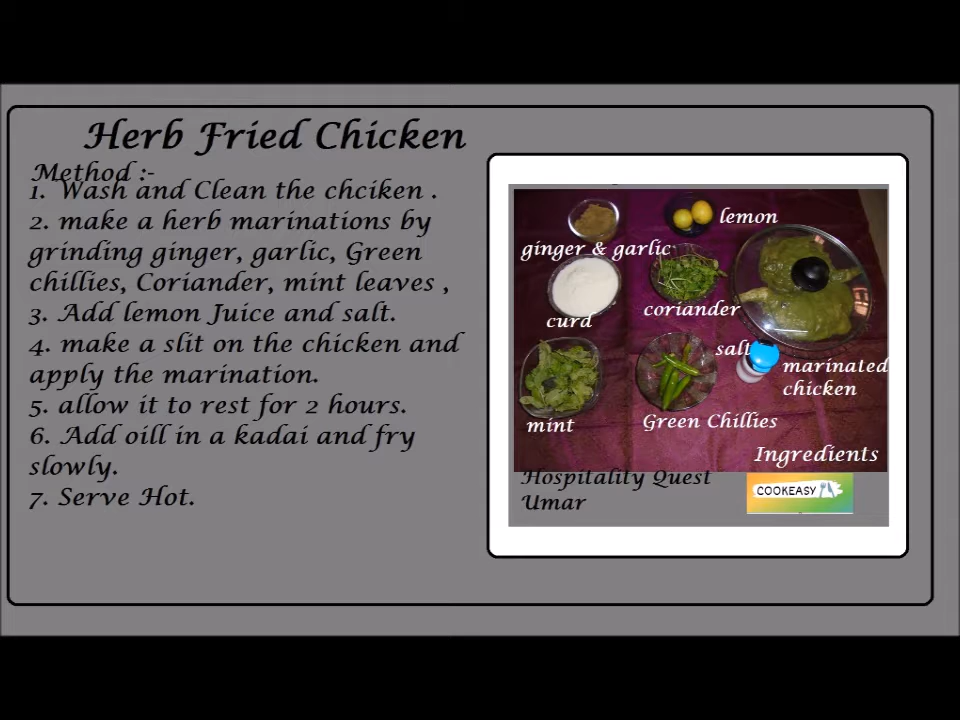 Herb Fried Chicken
Method :-
1. Wash and Clean the chciken .
2. make a herb marinations by
grinding ginger, garlic, Green
chillies, Coriander, mint leaves ,
3. Add lemon Juice and salt.
4. make a slit on the chicken and
apply the marination.
5. allow it to rest for 2 hours.
6. Add oill in a kadai and fry
slowly.
7. Serve Hot.
lemon
ginger & garlic
coriander
curd
salt
marinated
chicken
mint
Green Chillies
Ingredients
Hospitality Quest
Umar
COOKEASY